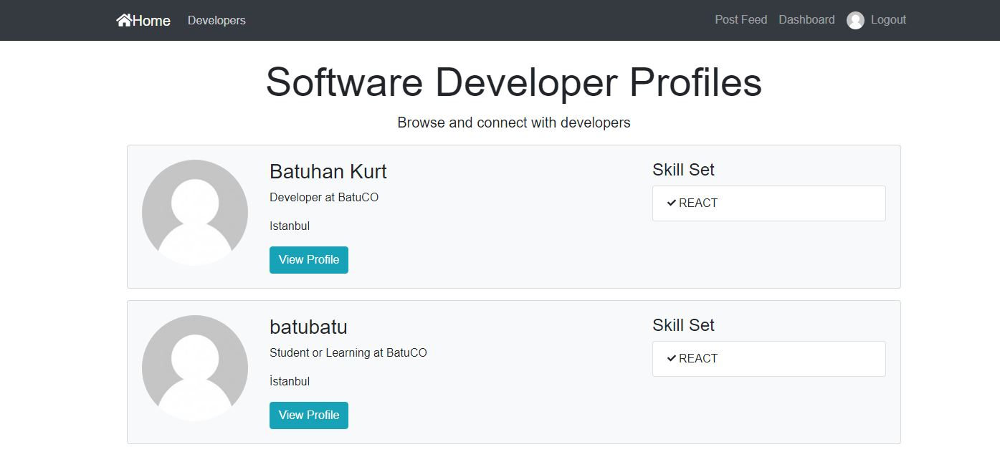 Home Developers Post Feed Dashboard Logout
Software Developer Profiles
Browse and connect with developers
Batuhan Kurt
Developer at BatuCO
Istanbul
View Profile
Skill Set
REACT
batubatu
Student or Learning at BatuCO
İstanbul
View Profile
Skill Set
REACT